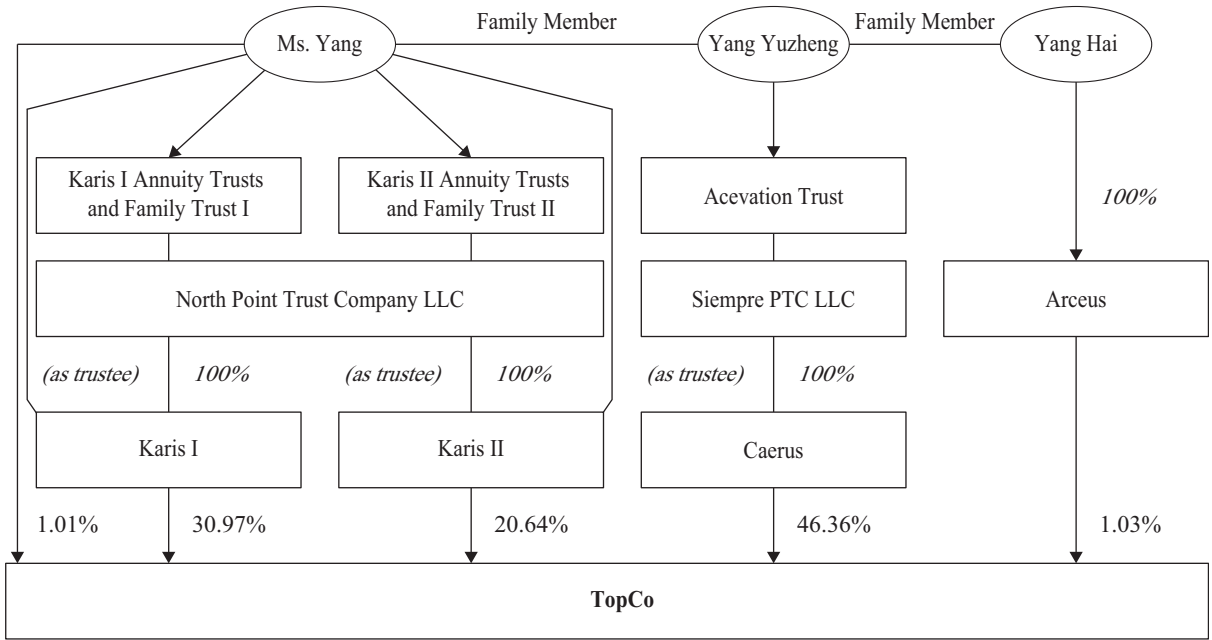 Family Member
Family Member
Ms. Yang
Yang Yuzheng
Yang Hai
Karis I Annuity Trusts
and Family Trust I
Karis II Annuity Trusts
and Family Trust II
Acevation Trust
100%
North Point Trust Company LLC
Siempre PTC LLC
Arceus
(as trustee)
100%
(as trustee)
100%
(as trustee)
100%
Karis I
Karis II
Caerus
1.01%
30.97%
20.64%
46.36%
1.03%
TopCo